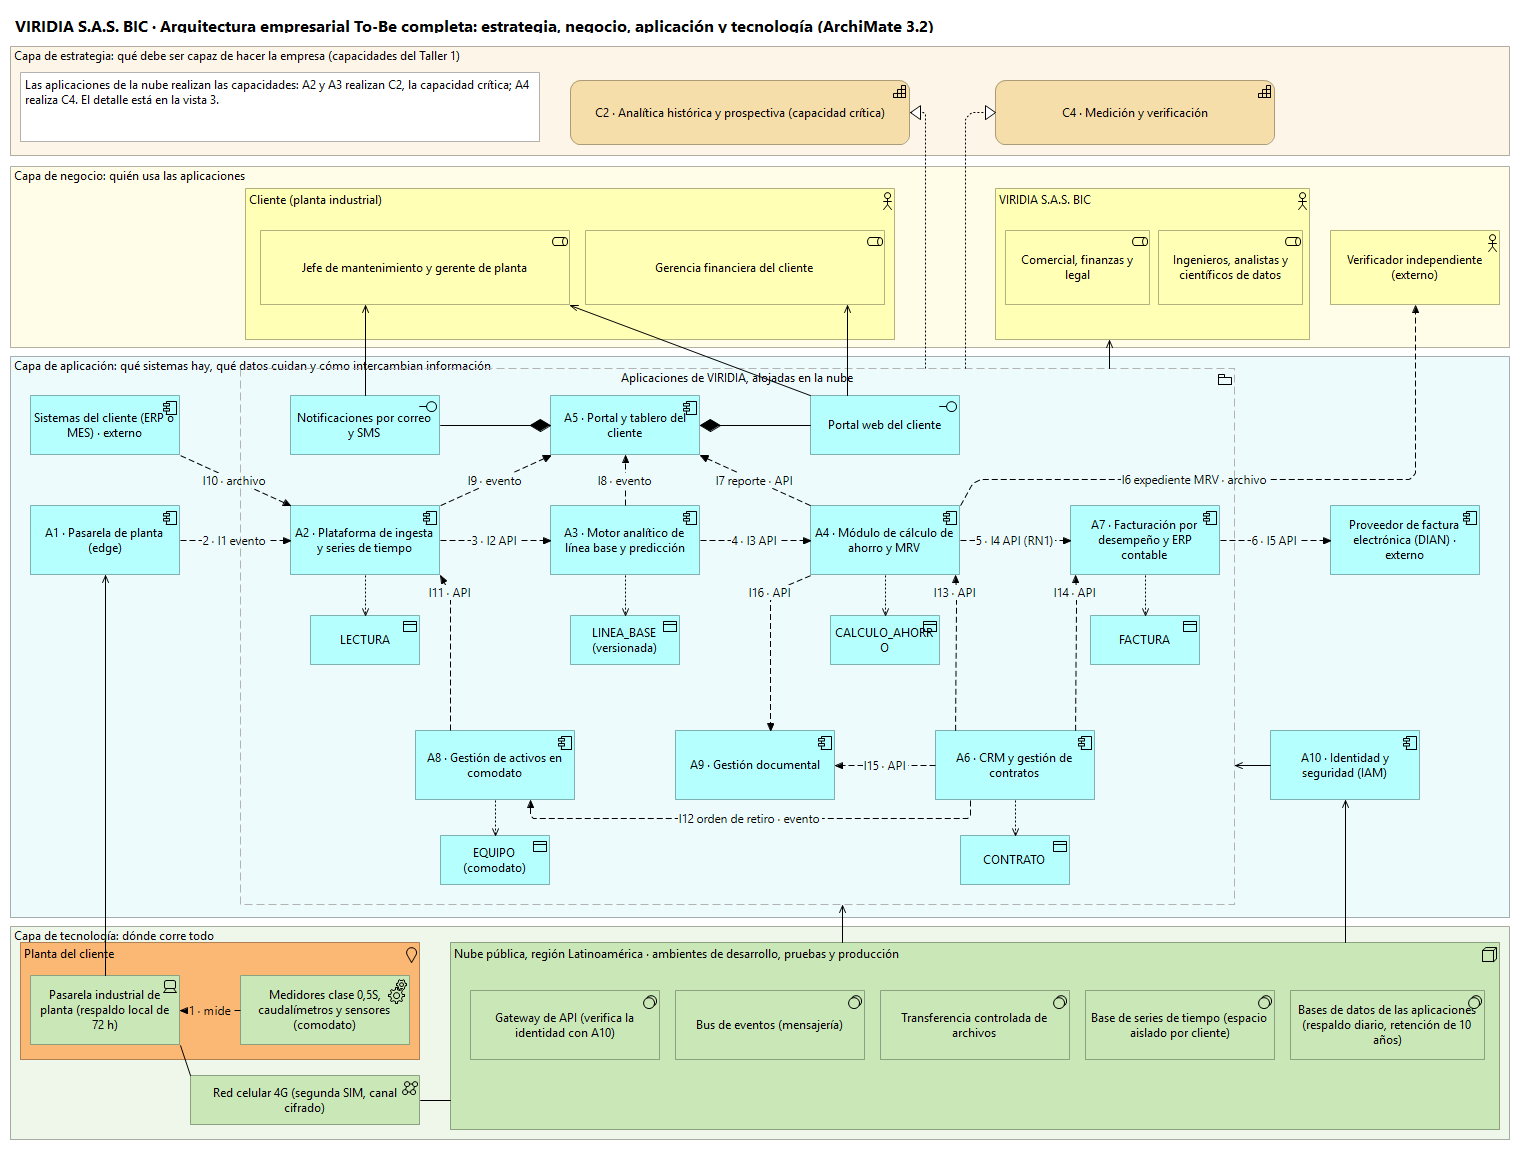 VIRIDIA S.A.S. BIC · Arquitectura empresarial To-Be completa: estrategia, negocio, aplicación y tecnología (ArchiMate 3.2)
Capa de estrategia: qué debe ser capaz de hacer la empresa (capacidades del Taller 1)
Las aplicaciones de la nube realizan las capacidades: A2 y A3 realizan C2, la capacidad crítica; A4
realiza C4. El detalle está en la vista 3.
C2 · Analítica histórica y prospectiva (capacidad crítica)
C4 · Medición y verificación
Capa de negocio: quién usa las aplicaciones
Cliente (planta industrial)
Jefe de mantenimiento y gerente de planta
Gerencia financiera del cliente
VIRIDIA S.A.S. BIC
Comercial, finanzas y
legal
Ingenieros, analistas y
científicos de datos
Verificador independiente
(externo)
Capa de aplicación: qué sistemas hay, qué datos cuidan y cómo intercambian información
Aplicaciones de VIRIDIA, alojadas en la nube
Sistemas del cliente (ERP o
MES) · externo
Notificaciones por correo
y SMS
A5 · Portal y tablero del
cliente
Portal web del cliente
I10 · archivo
I9 · evento
I8 · evento
I7 reporte · API
I6 expediente MRV · archivo
A1 · Pasarela de planta
(edge)
2 · I1 evento
A2 · Plataforma de ingesta
y series de tiempo
3 · I2 API
A3 · Motor analítico de
línea base y predicción
4 · I3 API
A4 · Módulo de cálculo de
ahorro y MRV
5 · I4 API (RN1)
A7 · Facturación por
desempeño y ERP
contable
6 · I5 API
Proveedor de factura
electrónica (DIAN) ·
externo
I11 · API
I16 · API
I13 · API
I14 · API
LECTURA
LINEA_BASE
(versionada)
CALCULO_AHORR
O
FACTURA
A8 · Gestión de activos en
comodato
A9 · Gestión documental
I15 · API
A6 · CRM y gestión de
contratos
A10 · Identidad y
seguridad (IAM)
I12 orden de retiro · evento
EQUIPO
(comodato)
CONTRATO
Capa de tecnología: dónde corre todo
Planta del cliente
Pasarela industrial de
planta (respaldo local de
72 h)
1 · mide
Medidores clase 0,5S,
caudalímetros y sensores
(comodato)
Red celular 4G (segunda SIM, canal
cifrado)
Nube pública, región Latinoamérica · ambientes de desarrollo, pruebas y producción
Gateway de API (verifica la
identidad con A10)
Bus de eventos (mensajería)
Transferencia controlada de
archivos
Base de series de tiempo (espacio
aislado por cliente)
Bases de datos de las aplicaciones
(respaldo diario, retención de 10
años)